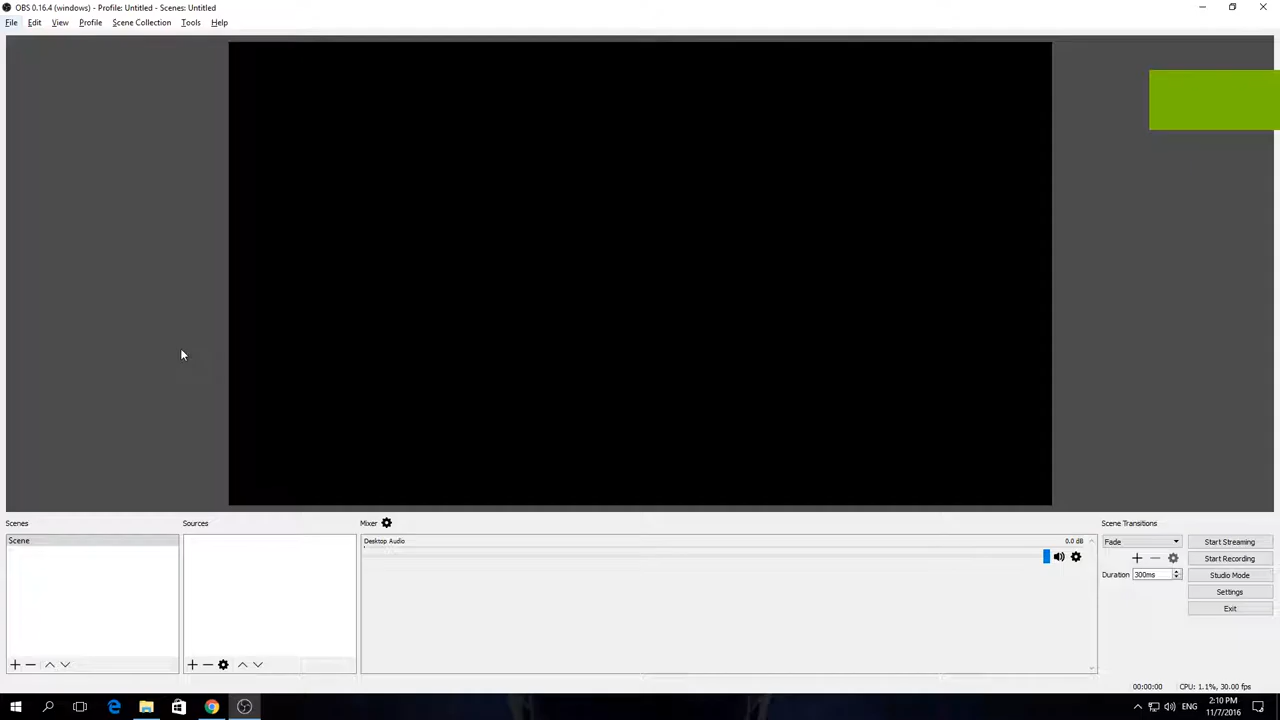 OBS 0.16.4 (windows) - Profile: Untitled - Scenes: Untitled
File Edit View Profile Scene Collection Tools Help
Scenes
Sources
Mixer
Scene Transitions
Scene
Desktop Audio
0.0 dB
Fade
Start Streaming
Start Recording
Duration 300ms
Studio Mode
Settings
Exit
00:00:00
CPU: 1.1%, 30.00 fps
ENG
2:10 PM
11/7/2016